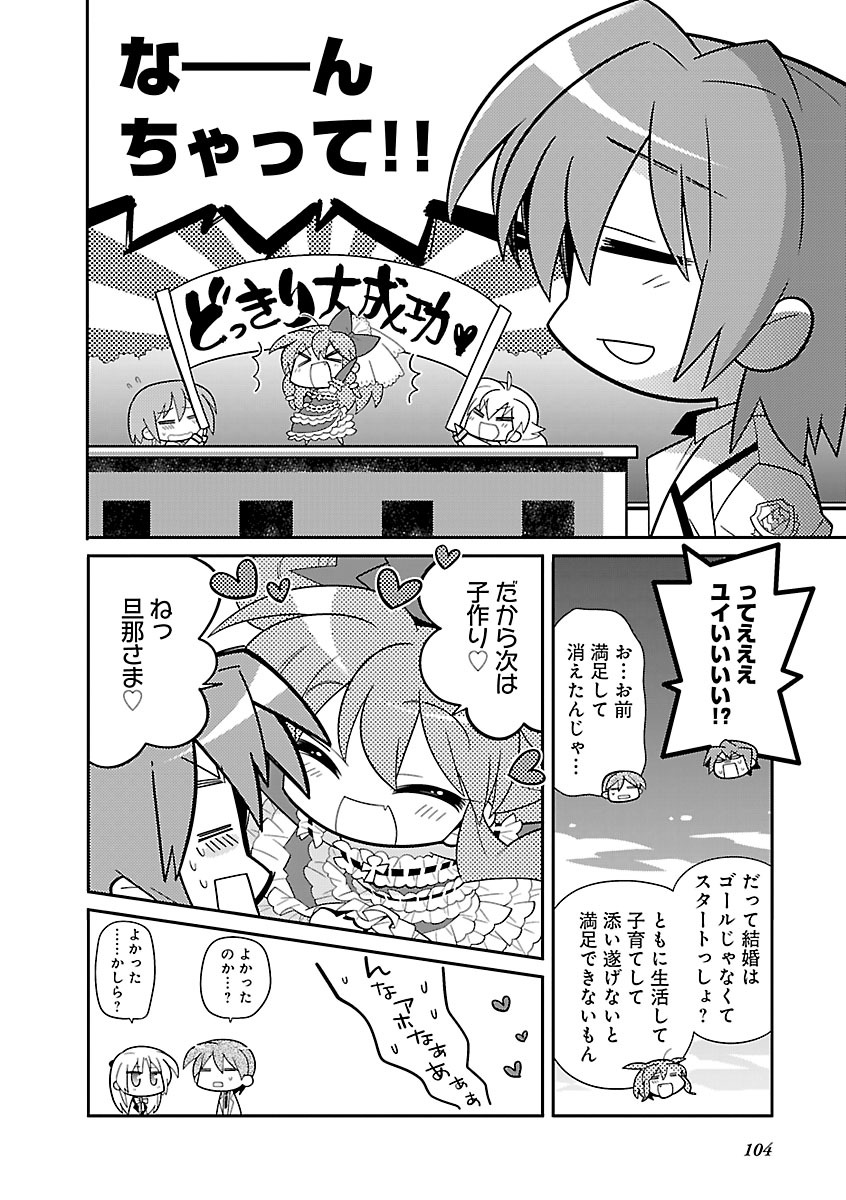 なーーん
ちゃって!!
どっきり大成功♥
ってえええ
ユイいいいい!?
お…お前
満足して
消えたんじゃ…
だって結婚は
ゴールじゃなくて
スタートっしょ?
ともに生活して
子育てして
添い遂げないと
満足できないもん
だから次は
子作り♡
ねっ
旦那さま♡
んなアホなぁあぁぁぁ
よかった
のか…?
よかった
……かしら?
104